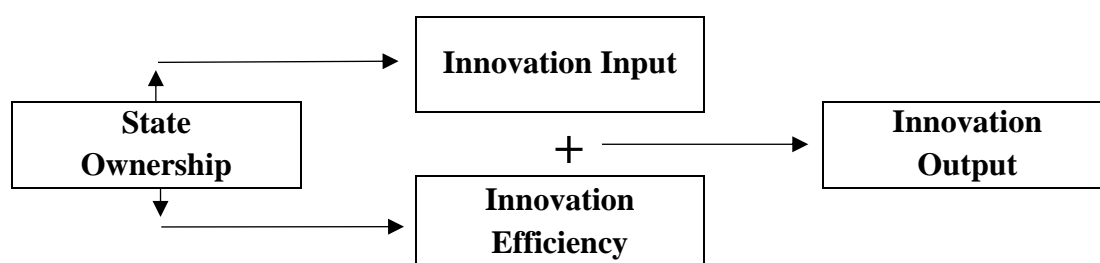 Innovation Input
State
Ownership
+
Innovation
Output
Innovation
Efficiency